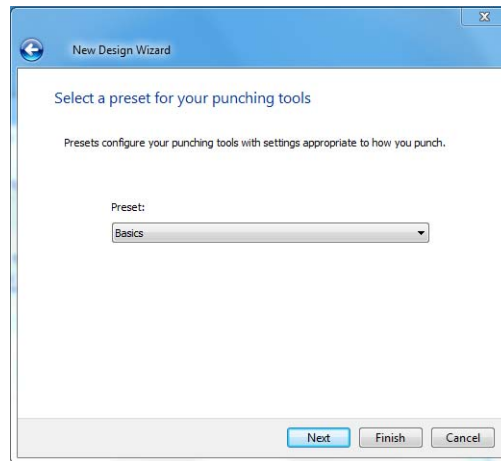 New Design Wizard
Select a preset for your punching tools
Presets configure your punching tools with settings appropriate to how you punch.
Preset:
Basics
Next Finish Cancel